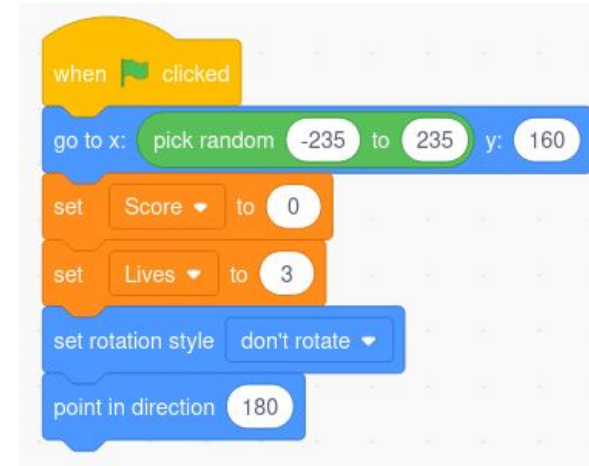 when clicked
go to x: pick random -235 to 235 y: 160
set Score to 0
set Lives to 3
set rotation style don't rotate
point in direction 180